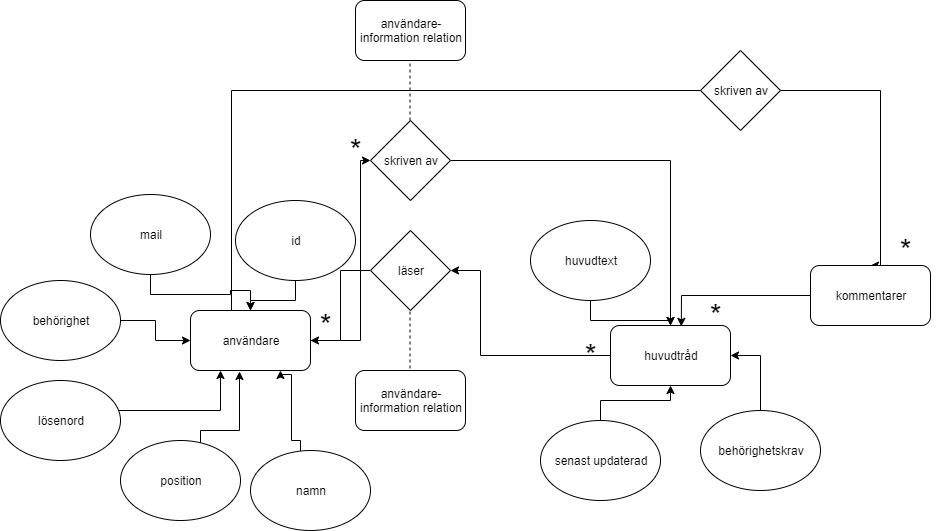 användare-
information relation
skriven av
*
skriven av
mail
id
huvudtext
*
läser
kommentarer
behörighet
*
*
användare
*
huvudtråd
användare-
information relation
lösenord
behörighetskrav
senast updaterad
position
namn